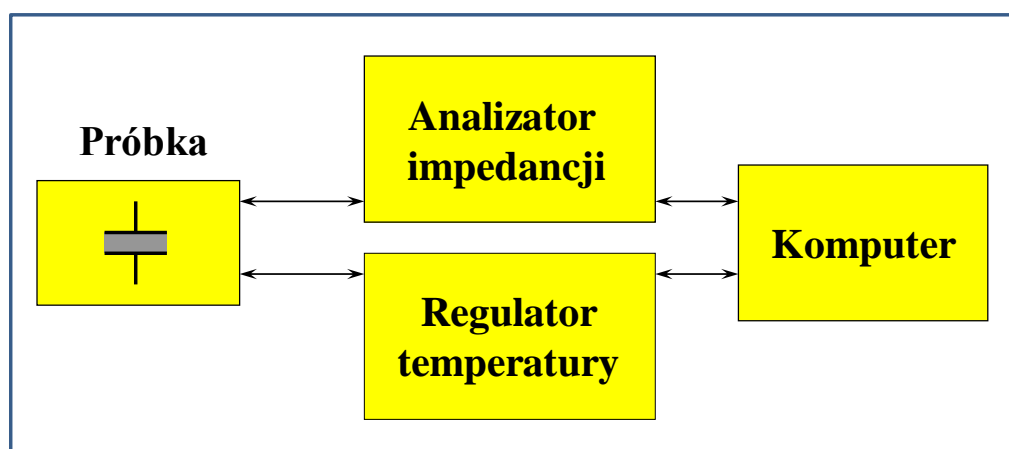 Próbka
Analizator
impedancji
Regulator
temperatury
Komputer